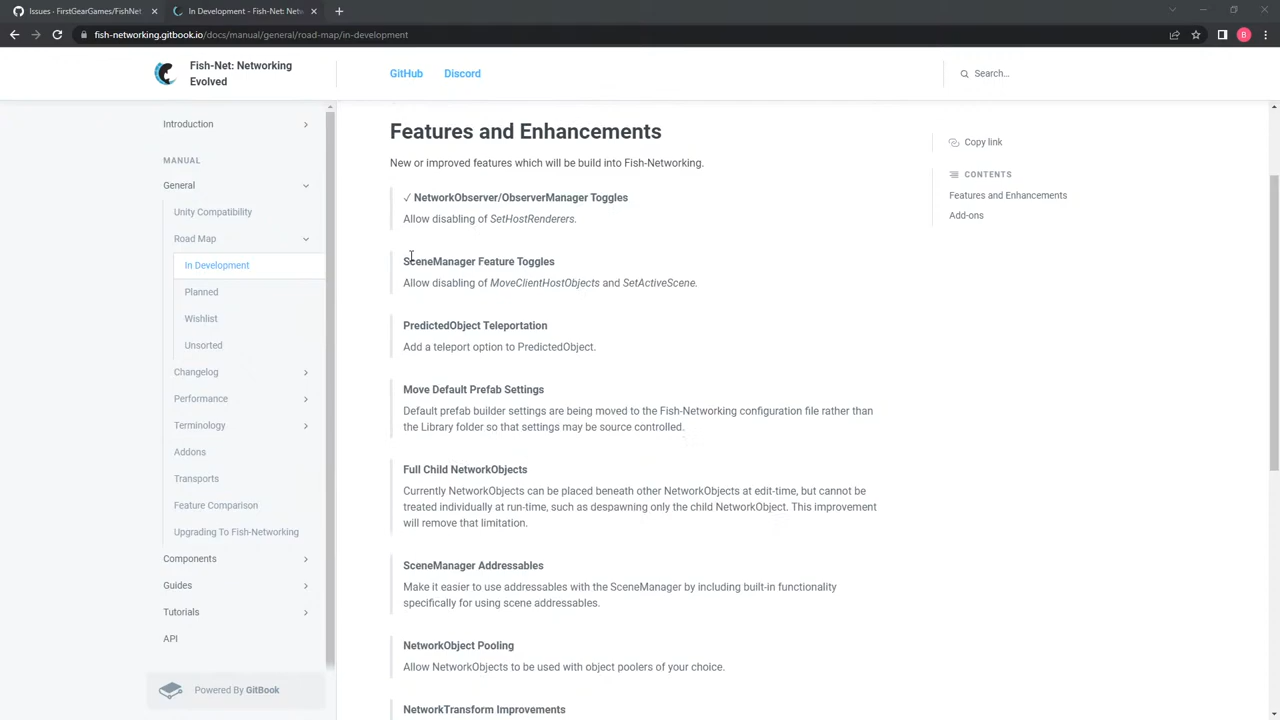 Issues - FirstGearGames/FishNet
In Development - Fish-Net: Netw
fish-networking.gitbook.io/docs/manual/general/road-map/in-development
B
Fish-Net: Networking
Evolved
GitHub
Discord
Search...
Introduction
MANUAL
General
Unity Compatibility
Road Map
In Development
Planned
Wishlist
Unsorted
Changelog
Performance
Terminology
Addons
Transports
Feature Comparison
Upgrading To Fish-Networking
Components
Guides
Tutorials
API
Powered By GitBook
Features and Enhancements
New or improved features which will be build into Fish-Networking.
✓ NetworkObserver/ObserverManager Toggles
Allow disabling of SetHostRenderers.
SceneManager Feature Toggles
Allow disabling of MoveClientHostObjects and SetActiveScene.
PredictedObject Teleportation
Add a teleport option to PredictedObject.
Move Default Prefab Settings
Default prefab builder settings are being moved to the Fish-Networking configuration file rather than
the Library folder so that settings may be source controlled.
Full Child NetworkObjects
Currently NetworkObjects can be placed beneath other NetworkObjects at edit-time, but cannot be
treated individually at run-time, such as despawning only the child NetworkObject. This improvement
will remove that limitation.
SceneManager Addressables
Make it easier to use addressables with the SceneManager by including built-in functionality
specifically for using scene addressables.
NetworkObject Pooling
Allow NetworkObjects to be used with object poolers of your choice.
NetworkTransform Improvements
Copy link
CONTENTS
Features and Enhancements
Add-ons